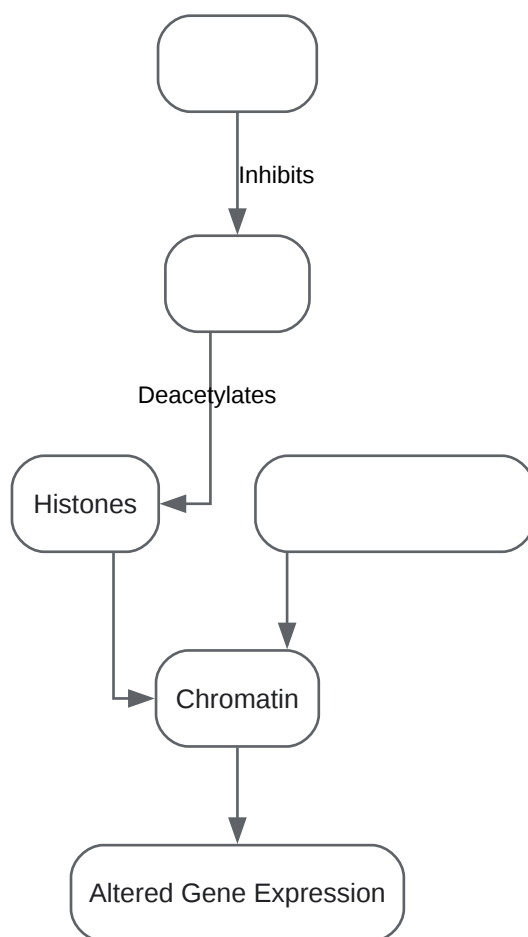 Inhibits
Deacetylates
Histones
Chromatin
Altered Gene Expression